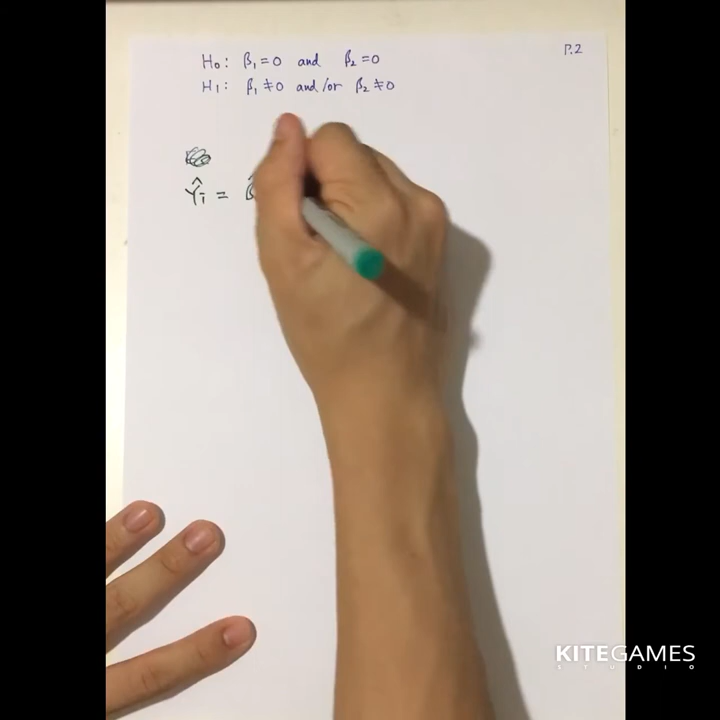 P.2
H₀: β₁=0 and β₂=0
H₁: β₁≠0 and/or β₂≠0
Ŷᵢ = β̂
KITEGAMES
STUDIO